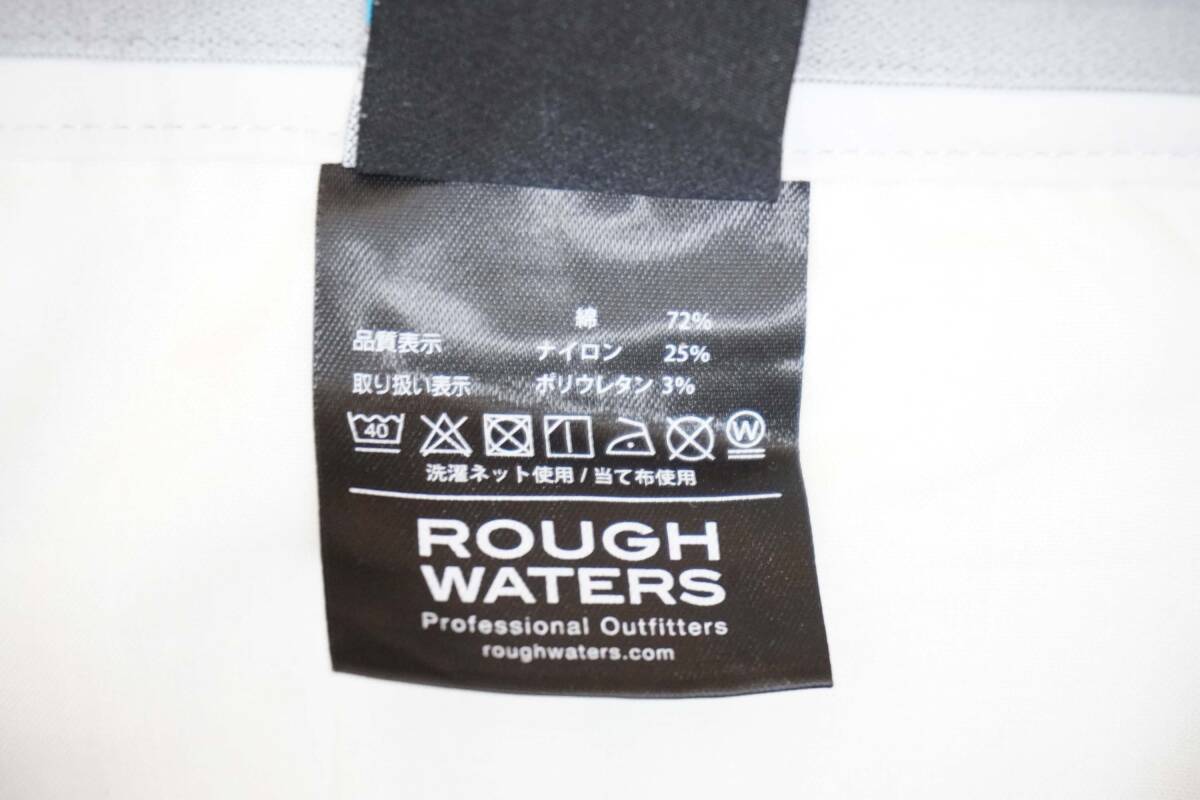 綿 72%
品質表示 ナイロン 25%
取り扱い表示 ポリウレタン 3%
40 W
洗濯ネット使用 / 当て布使用
ROUGH
WATERS
Professional Outfitters
roughwaters.com